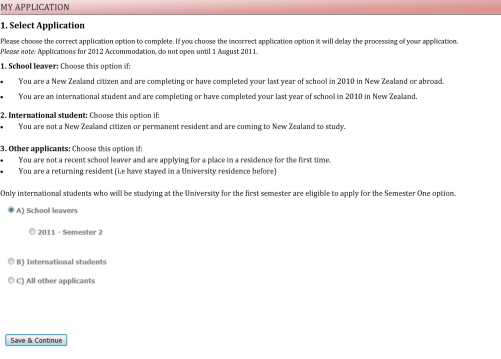 MY APPLICATION
1. Select Application
Please choose the correct application option to complete. If you choose the incorrect application option it will delay the processing of your application.
Please note: Applications for 2012 Accommodation, do not open until 1 August 2011.
1. School leaver: Choose this option if:
• You are a New Zealand citizen and are completing or have completed your last year of school in 2010 in New Zealand or abroad.
• You are an international student and are completing or have completed your last year of school in 2010 in New Zealand.
2. International student: Choose this option if:
• You are not a New Zealand citizen or permanent resident and are coming to New Zealand to study.
3. Other applicants: Choose this option if:
• You are not a recent school leaver and are applying for a place in a residence for the first time.
• You are a returning resident (i.e have stayed in a University residence before)
Only international students who will be studying at the University for the first semester are eligible to apply for the Semester One option.
A) School leavers
2011 - Semester 2
B) International students
C) All other applicants
Save & Continue